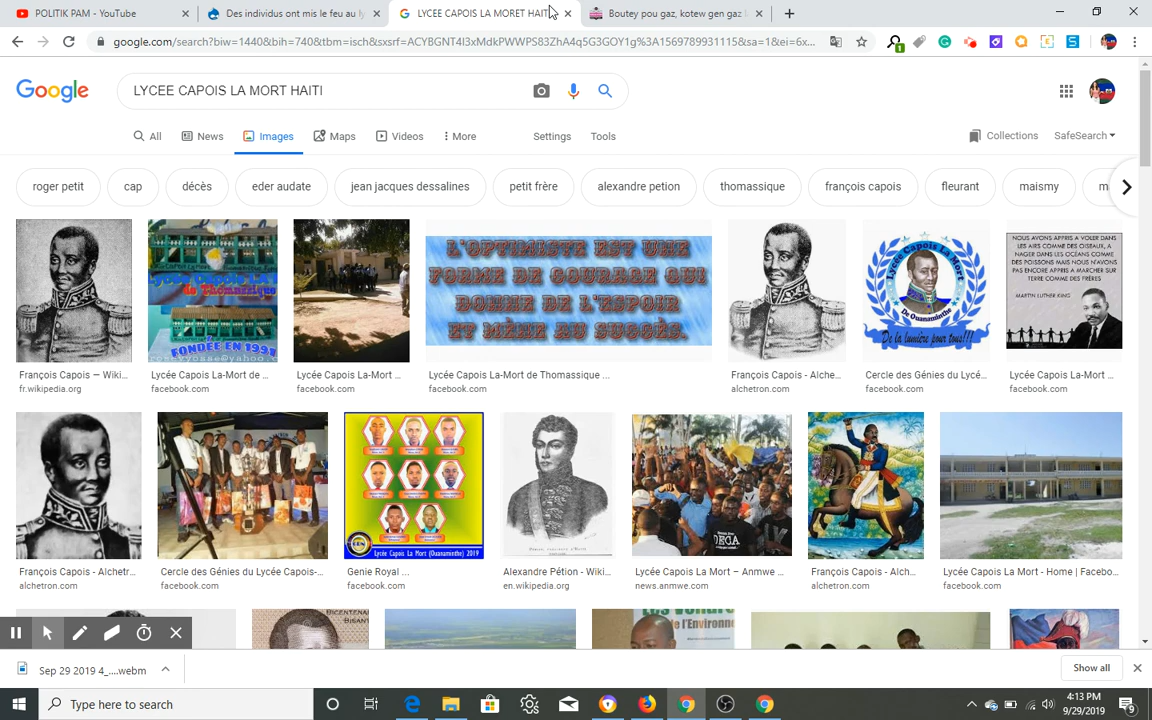 POLITIK PAM - YouTube
Des individus ont mis le feu au ly
LYCEE CAPOIS LA MORET HAITI
Boutey pou gaz, kotew gen gaz
google.com/search?biw=1440&bih=740&tbm=isch&sxsrf=ACYBGNT4I3xMdkPWWPS83ZhA4q5G3GOY1g%3A1569789931115&sa=1&ei=6x...
Google
LYCEE CAPOIS LA MORT HAITI
All
News
Images
Maps
Videos
More
Settings
Tools
Collections
SafeSearch
roger petit
cap
décès
eder audate
jean jacques dessalines
petit frère
alexandre petion
thomassique
françois capois
fleurant
maismy
m
de Thomassique
FONDÉE EN 1991
L'OPTIMISTE EST UNE
FORME DE COURAGE QUI
DONNE DE L'ESPOIR
ET MÊME AU SUCCÈS.
Lycée Capois La Mort
De Ouanaminthe
De la lumière pour tous!!!
NOUS AVONS APPRIS A VOLER DANS
LES AIRS COMME DES OISEAUX, A
NAGER DANS LES OCEANS COMME
DES POISSONS MAIS NOUS N'AVONS
PAS ENCORE APPRIS A MARCHER SUR
TERRE COMME DES FRÈRES
MARTIN LUTHER KING
François Capois — Wiki...
fr.wikipedia.org
Lycée Capois La-Mort de ...
facebook.com
Lycée Capois La-Mort ...
facebook.com
Lycée Capois La-Mort de Thomassique ...
facebook.com
François Capois - Alche...
alchetron.com
Cercle des Génies du Lycé...
facebook.com
Lycée Capois La-Mort ...
facebook.com
Lycée Capois La Mort (Ouanaminthe) 2019
DEGA
François Capois - Alchetr...
alchetron.com
Cercle des Génies du Lycée Capois-...
facebook.com
Genie Royal ...
facebook.com
Alexandre Pétion - Wiki...
en.wikipedia.org
Lycée Capois La Mort – Anmwe ...
news.anmwe.com
François Capois - Alch...
alchetron.com
Lycée Capois La Mort - Home | Facebo...
facebook.com
BICENTENA
l'Environne
Sep 29 2019 4_....webm
Show all
Type here to search
4:13 PM
9/29/2019